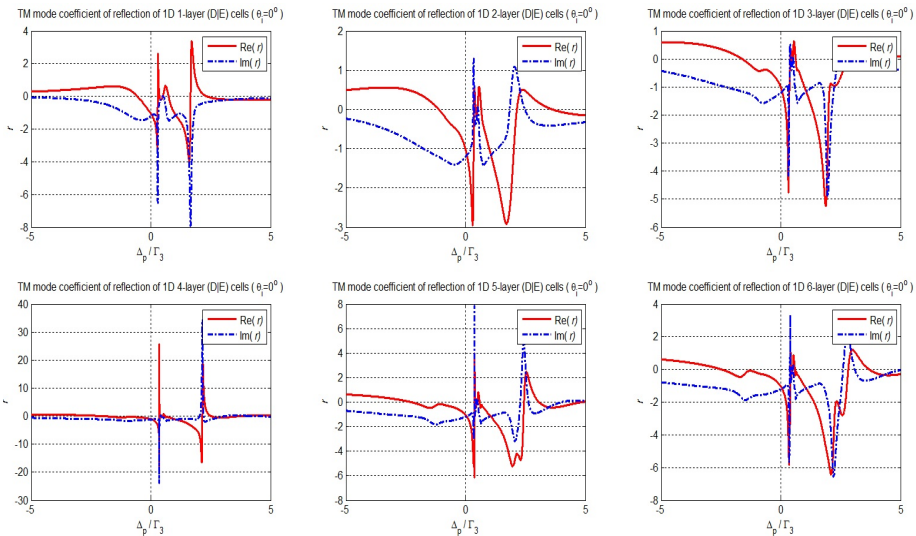 TM mode coefficient of reflection of 1D 1-layer (D|E) cells ( θi=0o )
4
2
0
-2
-4
-6
-8
r
-5
0
5
Δp / Γ3
Re( r)
Im( r)
TM mode coefficient of reflection of 1D 2-layer (D|E) cells ( θi=0o )
2
1
0
-1
-2
-3
r
-5
0
5
Δp / Γ3
Re( r)
Im( r)
TM mode coefficient of reflection of 1D 3-layer (D|E) cells ( θi=0o )
1
0
-1
-2
-3
-4
-5
-6
r
-5
0
5
Δp / Γ3
Re( r)
Im( r)
TM mode coefficient of reflection of 1D 4-layer (D|E) cells ( θi=0o )
40
30
20
10
0
-10
-20
30
r
-5
0
5
Δp / Γ3
Re( r)
Im( r)
TM mode coefficient of reflection of 1D 5-layer (D|E) cells ( θi=0o )
8
6
4
2
0
-2
-4
-6
-8
r
-5
0
5
Δp / Γ3
Re( r)
Im( r)
TM mode coefficient of reflection of 1D 6-layer (D|E) cells ( θi=0o )
4
2
0
-2
-4
-6
-8
r
-5
0
5
Δp / Γ3
Re( r)
Im( r)